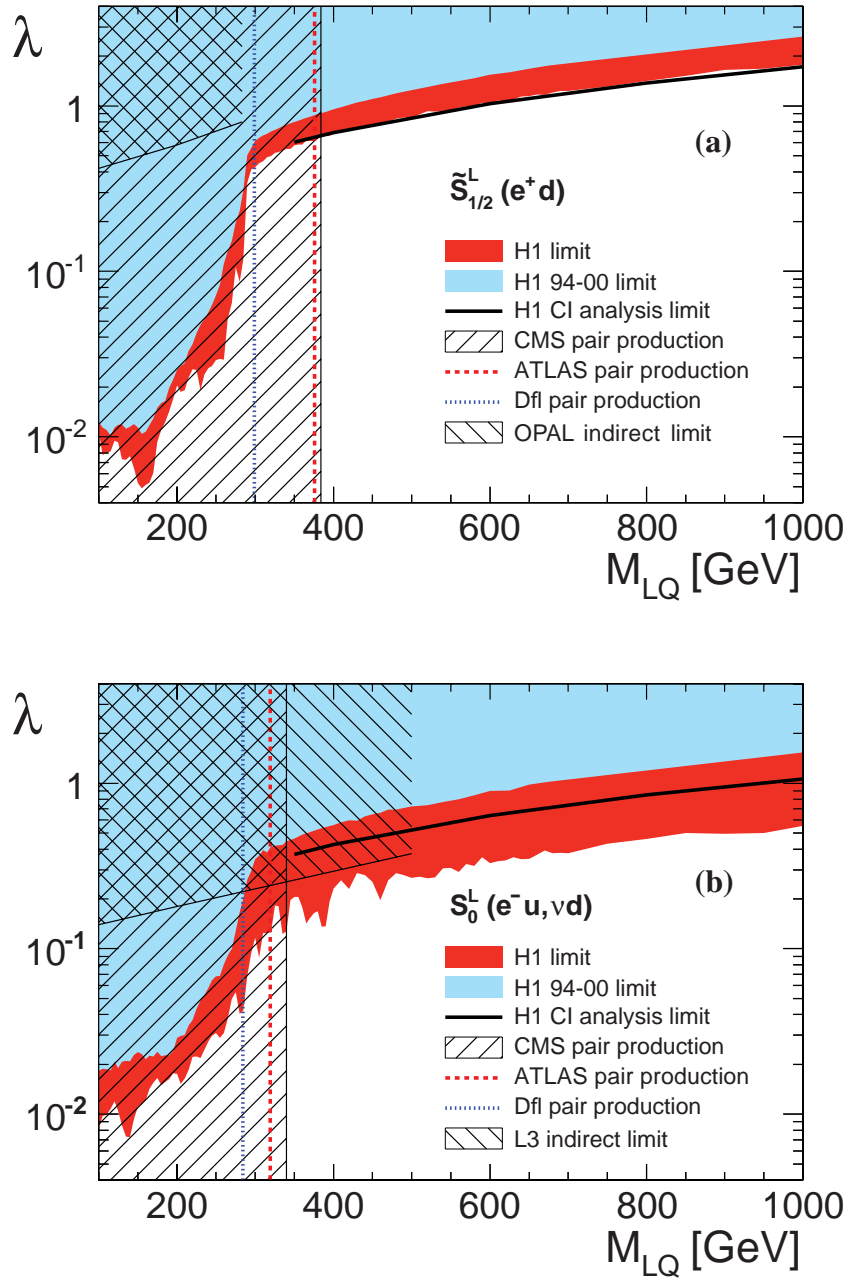 λ
1
10⁻¹
10⁻²
(a)
S̃ᴸ₁/₂ (e⁺ d)
H1 limit
H1 94-00 limit
H1 CI analysis limit
CMS pair production
ATLAS pair production
Dfl pair production
OPAL indirect limit
200 400 600 800 1000
M_LQ [GeV]
λ
1
10⁻¹
10⁻²
(b)
Sᴸ₀ (e⁻ u, νd)
H1 limit
H1 94-00 limit
H1 CI analysis limit
CMS pair production
ATLAS pair production
Dfl pair production
L3 indirect limit
200 400 600 800 1000
M_LQ [GeV]